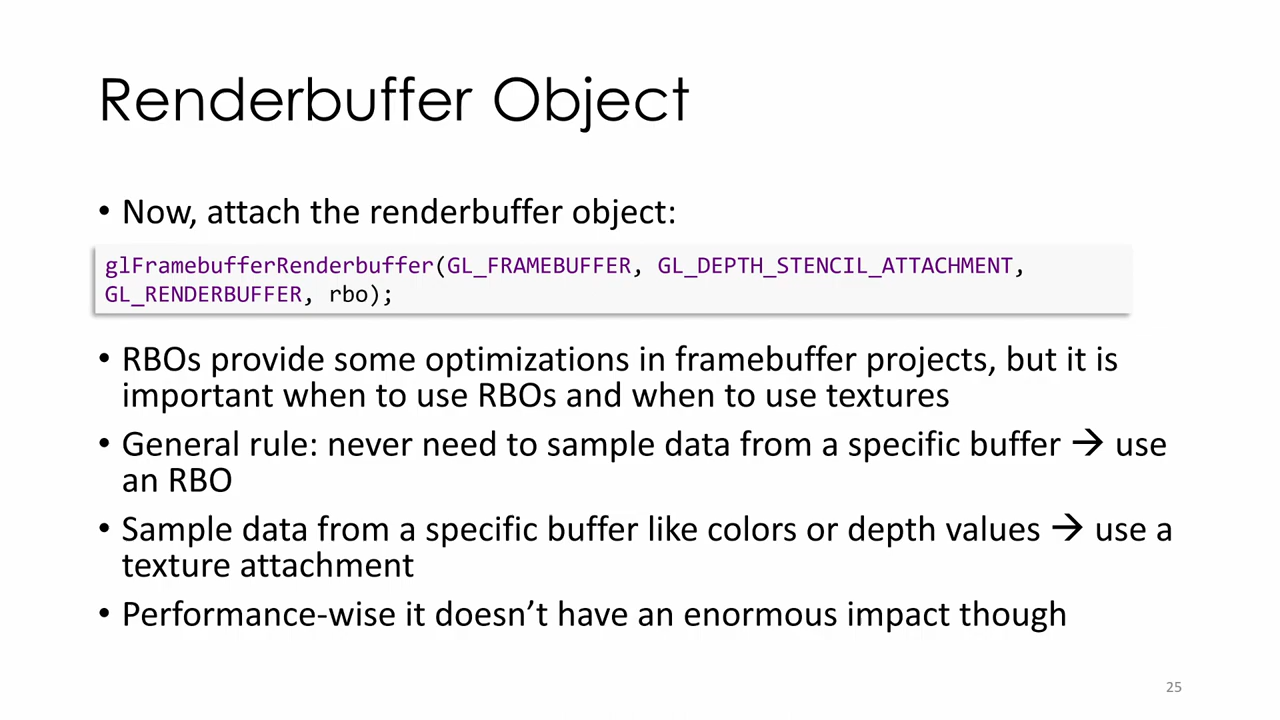 Renderbuffer Object
• Now, attach the renderbuffer object:
glFramebufferRenderbuffer(GL_FRAMEBUFFER, GL_DEPTH_STENCIL_ATTACHMENT,
GL_RENDERBUFFER, rbo);
• RBOs provide some optimizations in framebuffer projects, but it is
important when to use RBOs and when to use textures
• General rule: never need to sample data from a specific buffer → use
an RBO
• Sample data from a specific buffer like colors or depth values → use a
texture attachment
• Performance-wise it doesn’t have an enormous impact though
25